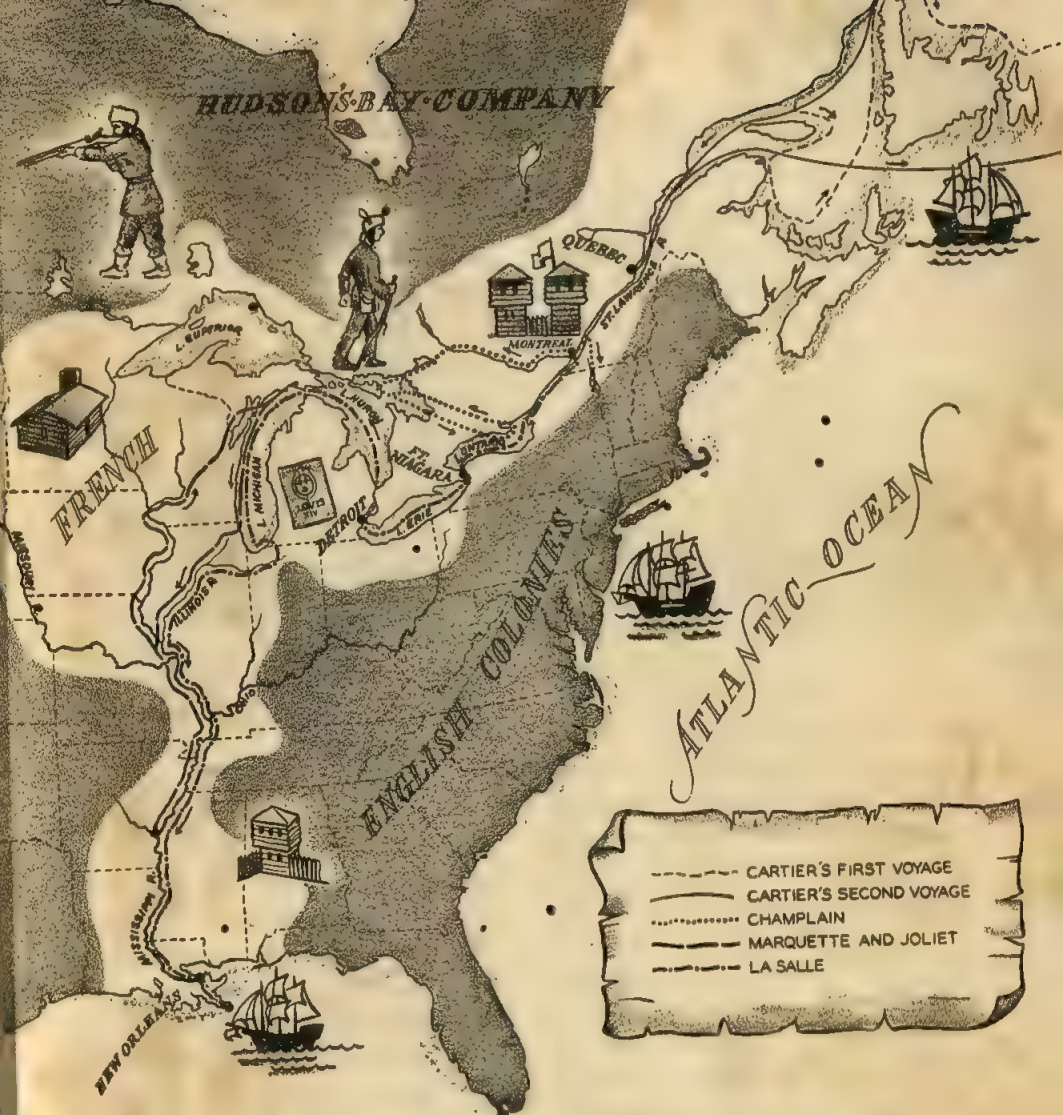 HUDSON'S·BAY·COMPANY
QUEBEC
ST. LAWRENCE
MONTREAL
L. SUPERIOR
L. HURON
FT.
NIAGARA
L. ONTARIO
L. MICHIGAN
LOUIS
XIV
DETROIT
L. ERIE
FRENCH
MISSOURI R.
ILLINOIS R.
OHIO
ENGLISH COLONIES
ATLANTIC-OCEAN
MISSISSIPPI R.
NEW ORLEANS
CARTIER'S FIRST VOYAGE
CARTIER'S SECOND VOYAGE
CHAMPLAIN
MARQUETTE AND JOLIET
LA SALLE